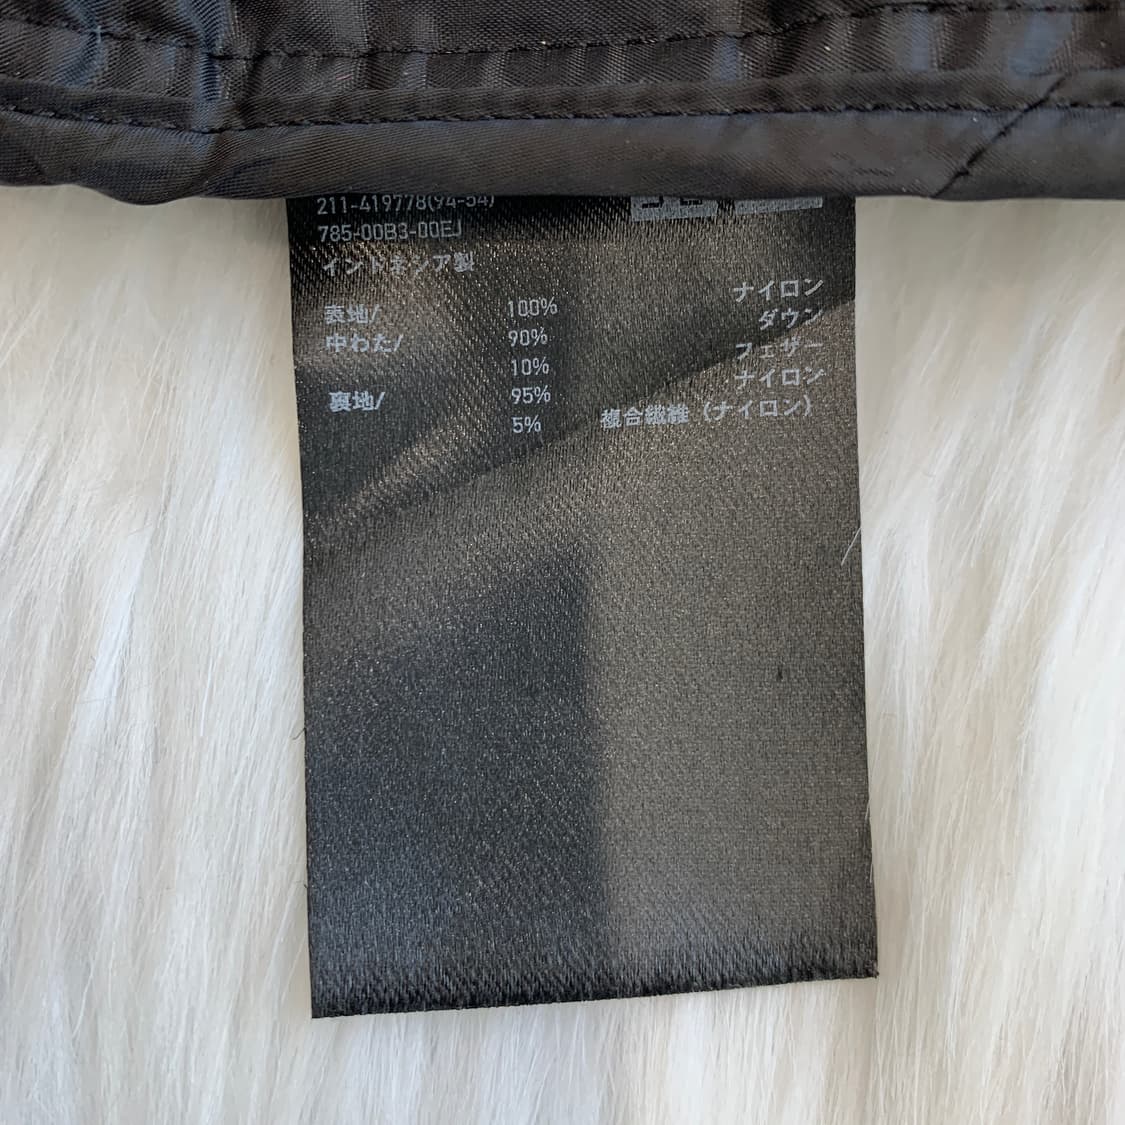 211-419778(94-54)
785-00B3-00EJ
インドネシア製
表地/ 100% ナイロン
中わた/ 90% ダウン
10% フェザー
裏地/ 95% ナイロン
5% 複合繊維（ナイロン）